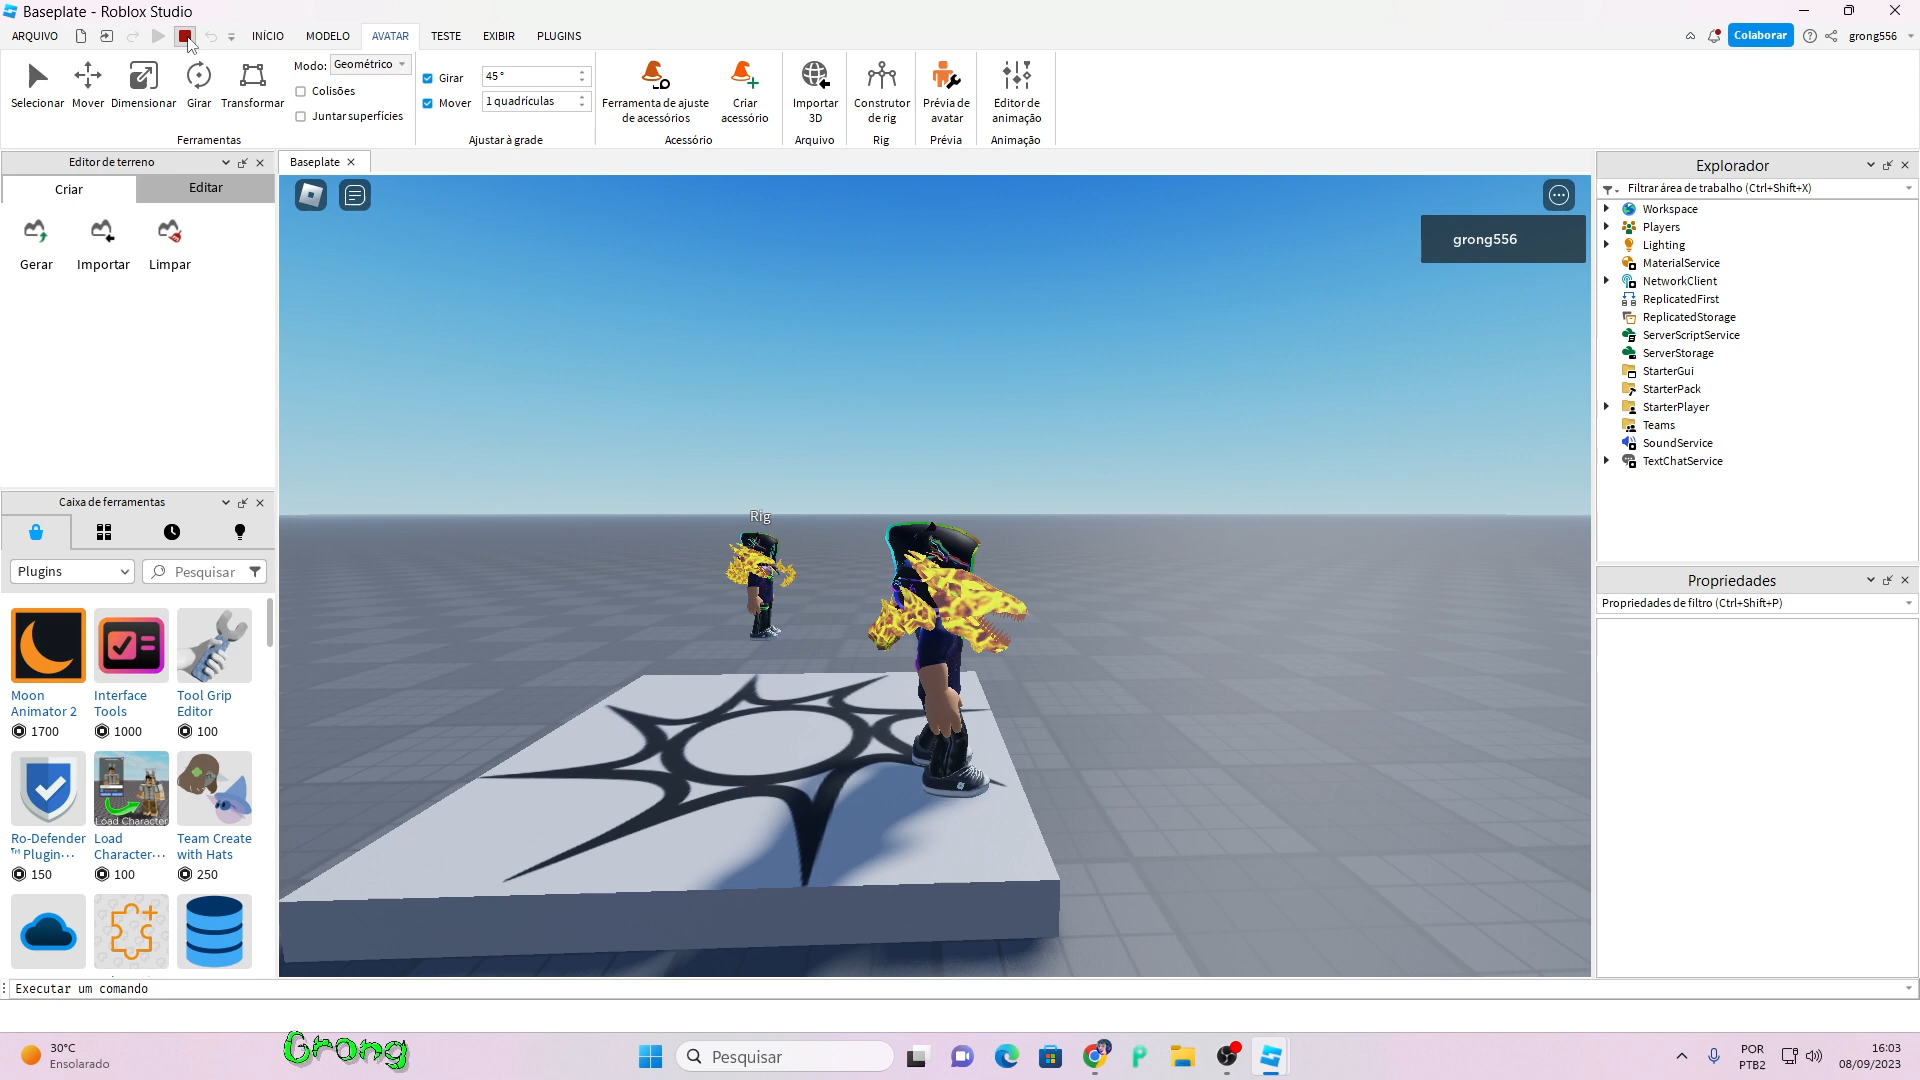 Baseplate - Roblox Studio
ARQUIVO INÍCIO MODELO AVATAR TESTE EXIBIR PLUGINS Colaborar grong556
Selecionar Mover Dimensionar Girar Transformar
Modo: Geométrico
Colisões
Juntar superfícies
Ferramentas
Girar 45°
Mover 1 quadrículas
Ajustar à grade
Ferramenta de ajuste
de acessórios
Criar
acessório
Acessório
Importar
3D
Arquivo
Construtor
de rig
Rig
Prévia de
avatar
Prévia
Editor de
animação
Animação
Editor de terreno
Criar Editar
Gerar Importar Limpar
Caixa de ferramentas
Plugins Pesquisar
Moon
Animator 2
1700
Interface
Tools
1000
Tool Grip
Editor
100
Ro-Defender
™ Plugin...
150
Load Character
Load
Character...
100
Team Create
with Hats
250
Baseplate
grong556
Rig
Explorador
Filtrar área de trabalho (Ctrl+Shift+X)
Workspace
Players
Lighting
MaterialService
NetworkClient
ReplicatedFirst
ReplicatedStorage
ServerScriptService
ServerStorage
StarterGui
StarterPack
StarterPlayer
Teams
SoundService
TextChatService
Propriedades
Propriedades de filtro (Ctrl+Shift+P)
Executar um comando
30°C
Ensolarado
Grong
Pesquisar
POR
PTB2
16:03
08/09/2023